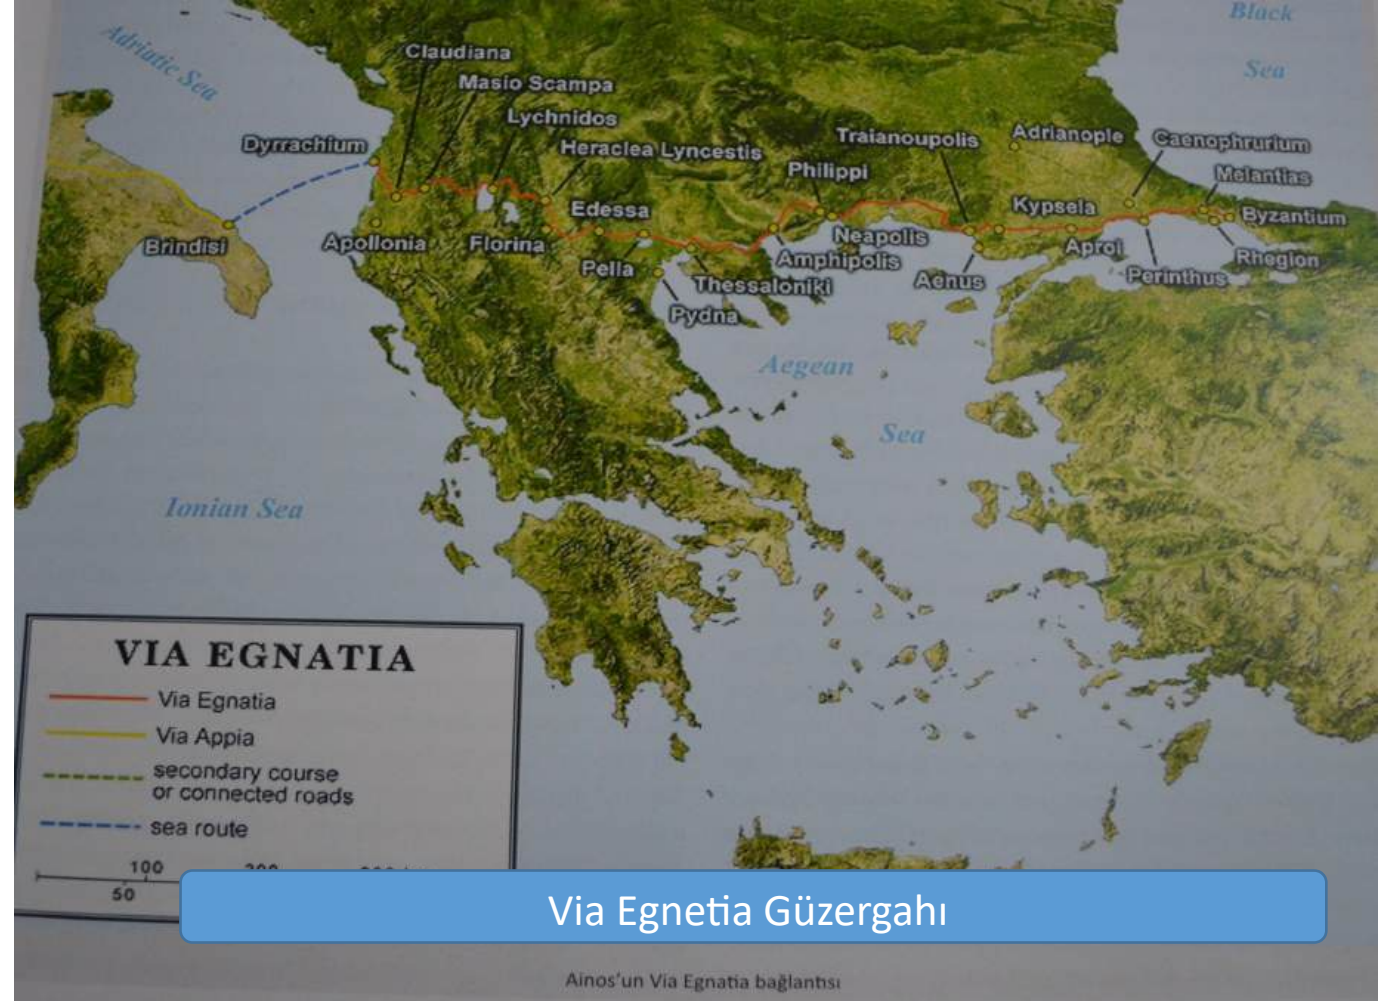 Black
Sea
Adriatic Sea
Claudiana
Masio Scampa
Lychnidos
Dyrrachium
Heraclea Lyncestis
Philippi
Traianoupolis
Adrianople
Caenophrurium
Melantias
Byzantium
Rhegion
Perinthus
Aproi
Kypsela
Aenus
Neapolis
Amphipolis
Thessaloniki
Pydna
Pella
Edessa
Florina
Apollonia
Brindisi
Aegean
Sea
Ionian Sea
VIA EGNATIA
Via Egnatia
Via Appia
secondary course
or connected roads
sea route
100
50
Via Egnetia Güzergahı
Ainos'un Via Egnatia bağlantısı